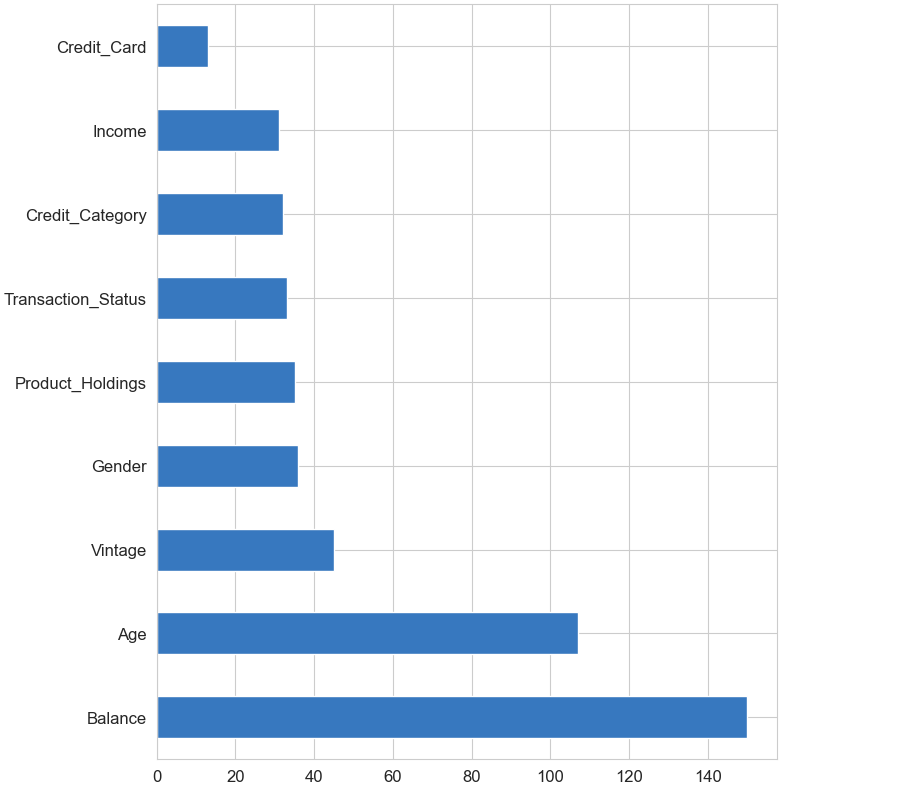 Credit_Card
Income
Credit_Category
Transaction_Status
Product_Holdings
Gender
Vintage
Age
Balance
0 20 40 60 80 100 120 140